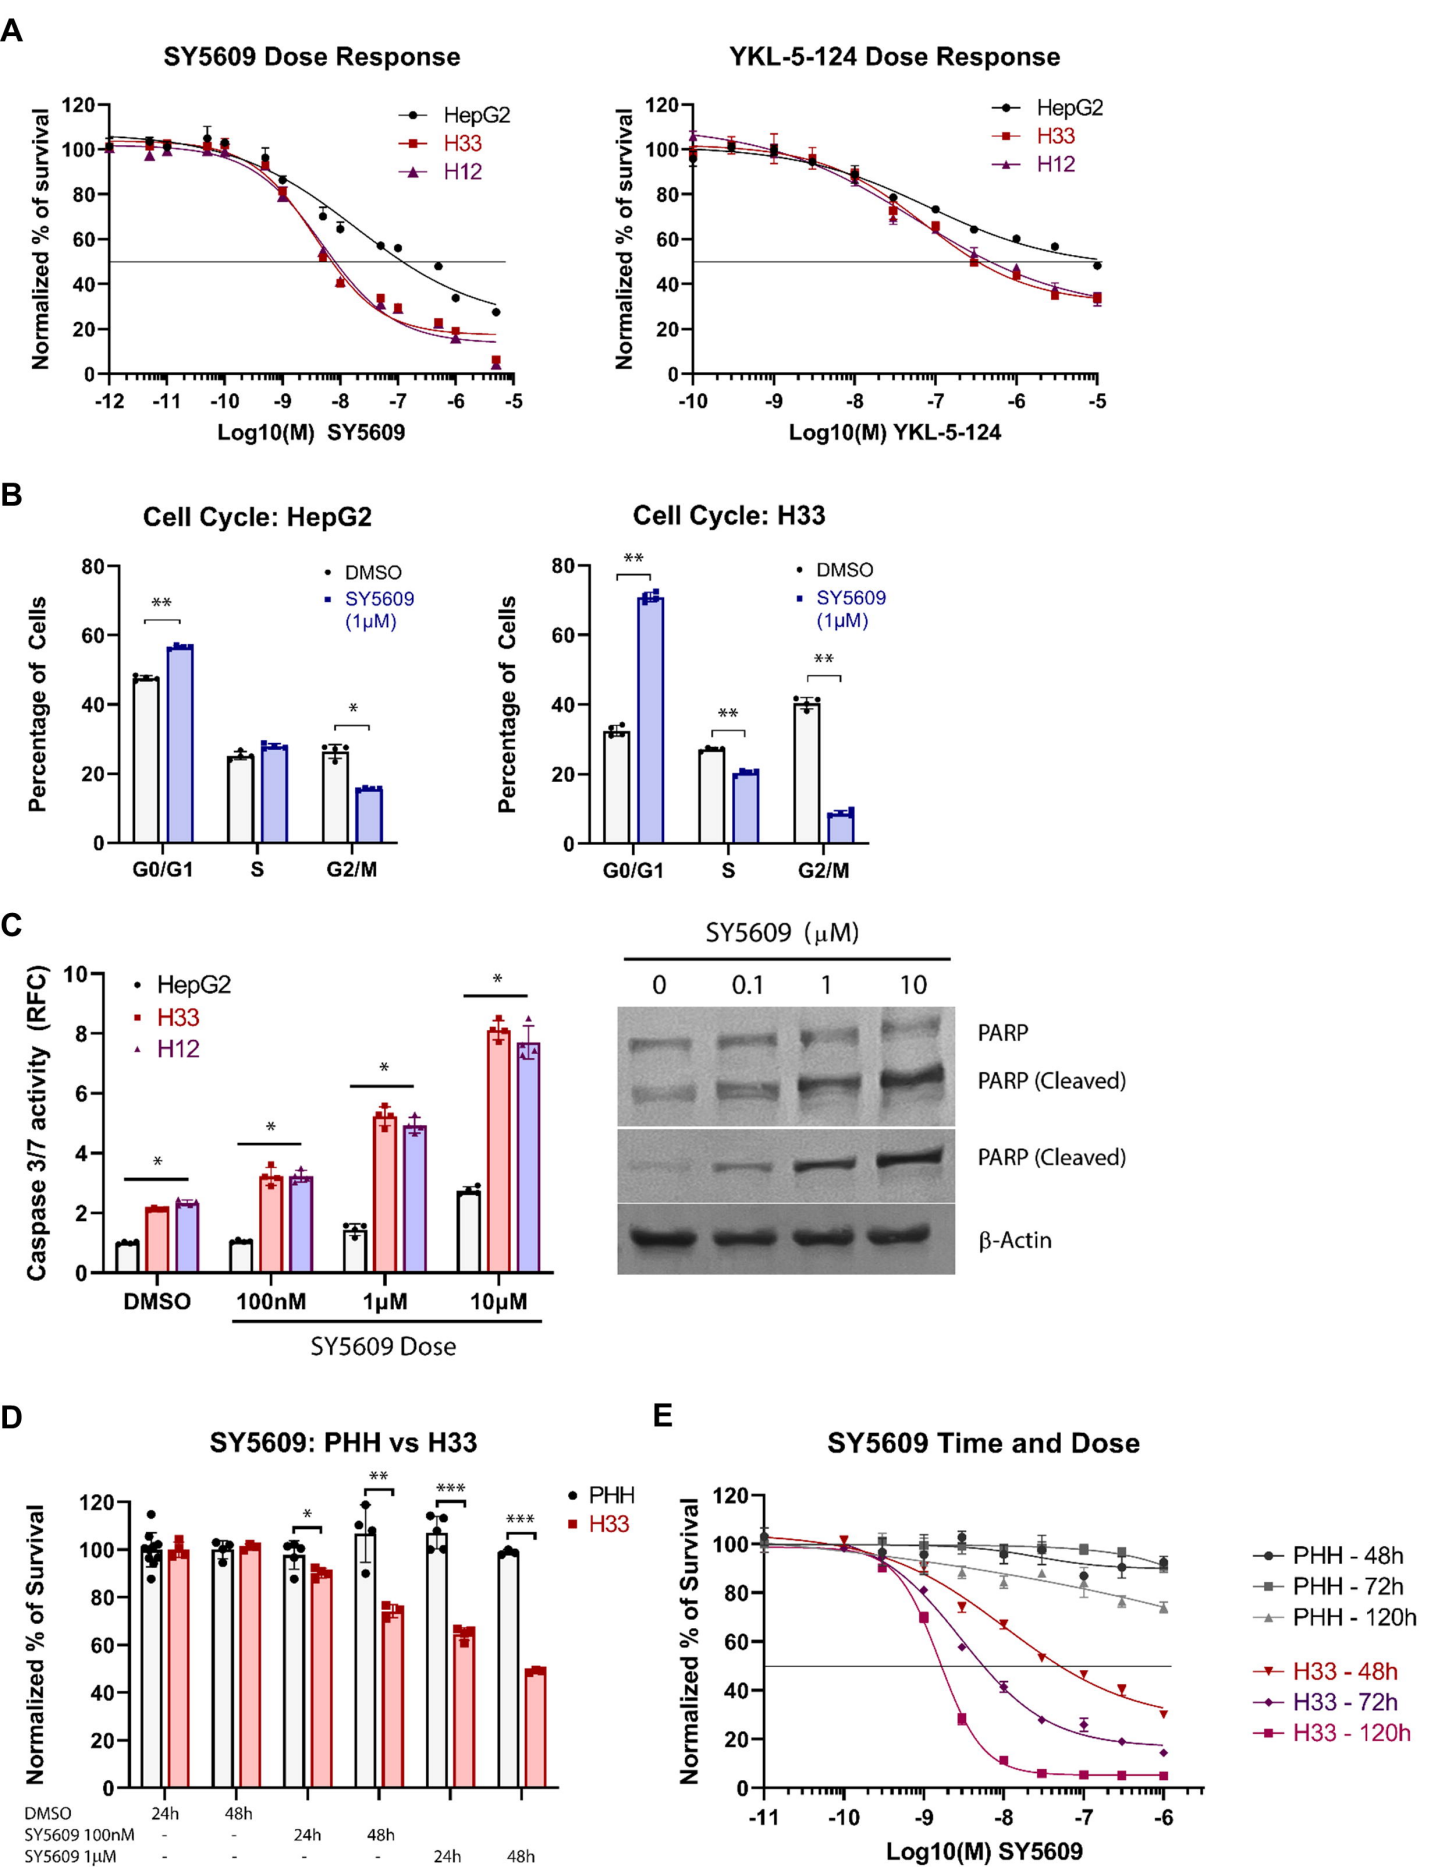 A
SY5609 Dose Response
Normalized % of survival
120
100
80
60
40
20
0
-12 -11 -10 -9 -8 -7 -6 -5
Log10(M) SY5609
HepG2
H33
H12
YKL-5-124 Dose Response
Normalized % of survival
120
100
80
60
40
20
0
-10 -9 -8 -7 -6 -5
Log10(M) YKL-5-124
HepG2
H33
H12
B
Cell Cycle: HepG2
Percentage of Cells
80
60
40
20
0
** *
G0/G1 S G2/M
DMSO
SY5609
(1µM)
Cell Cycle: H33
Percentage of Cells
80
60
40
20
0
** ** **
G0/G1 S G2/M
DMSO
SY5609
(1µM)
C
Caspase 3/7 activity (RFC)
10
8
6
4
2
0
HepG2
H33
H12
* * * *
DMSO 100nM 1µM 10µM
SY5609 Dose
SY5609 (µM)
0 0.1 1 10
PARP
PARP (Cleaved)
PARP (Cleaved)
β-Actin
D
SY5609: PHH vs H33
Normalized % of Survival
120
100
80
60
40
20
0
* ** *** ***
PHH
H33
DMSO 24h 48h
SY5609 100nM - - 24h 48h
SY5609 1µM - - - - 24h 48h
E
SY5609 Time and Dose
Normalized % of Survival
120
100
80
60
40
20
0
-11 -10 -9 -8 -7 -6
Log10(M) SY5609
PHH - 48h
PHH - 72h
PHH - 120h
H33 - 48h
H33 - 72h
H33 - 120h